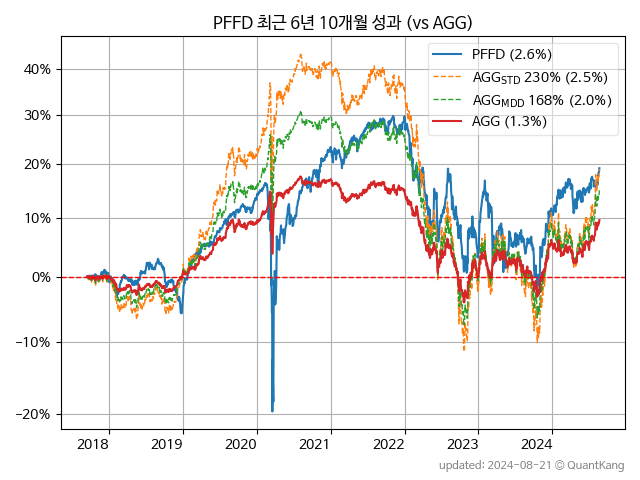 PFFD 최근 6년 10개월 성과 (vs AGG)
PFFD (2.6%)
AGG_STD 230% (2.5%)
AGG_MDD 168% (2.0%)
AGG (1.3%)
40%
30%
20%
10%
0%
−10%
−20%
2018 2019 2020 2021 2022 2023 2024
updated: 2024-08-21 © QuantKang